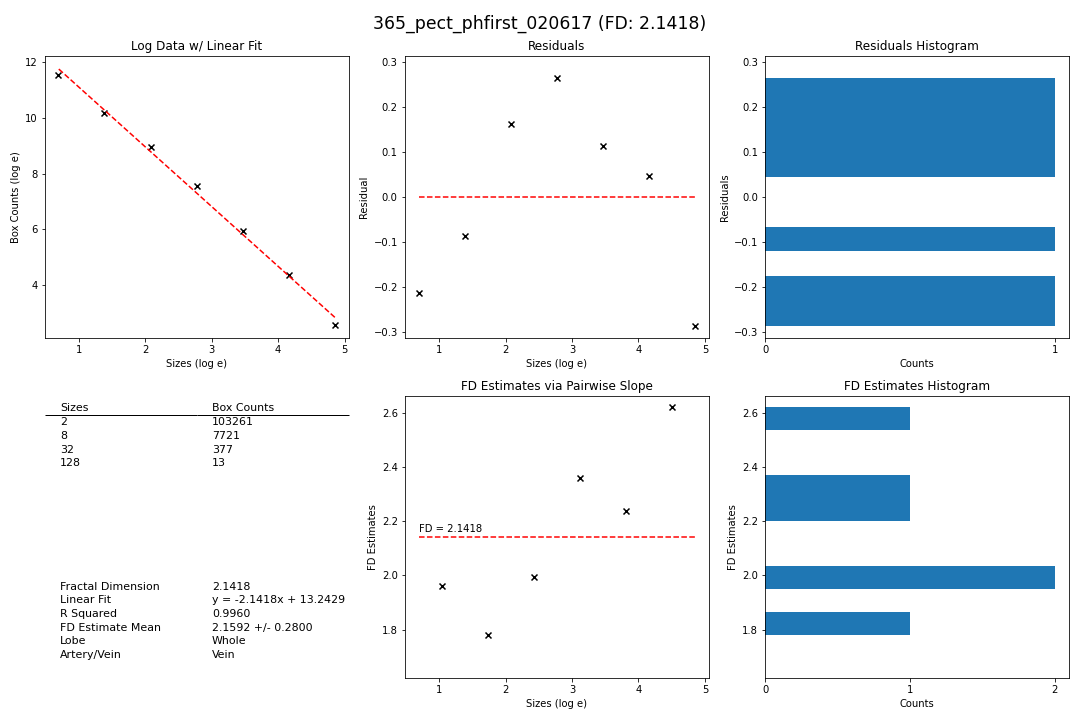 365_pect_phfirst_020617 (FD: 2.1418)
Log Data w/ Linear Fit
12
10
8
6
4
Box Counts (log e)
1 2 3 4 5
Sizes (log e)
Residuals
0.3
0.2
0.1
0.0
−0.1
−0.2
−0.3
Residual
1 2 3 4 5
Sizes (log e)
Residuals Histogram
0.3
0.2
0.1
0.0
−0.1
−0.2
−0.3
Residuals
0 1
Counts
Sizes Box Counts
2 103261
8 7721
32 377
128 13
Fractal Dimension 2.1418
Linear Fit y = -2.1418x + 13.2429
R Squared 0.9960
FD Estimate Mean 2.1592 +/- 0.2800
Lobe Whole
Artery/Vein Vein
FD Estimates via Pairwise Slope
2.6
2.4
2.2
2.0
1.8
FD Estimates
FD = 2.1418
1 2 3 4 5
Sizes (log e)
FD Estimates Histogram
2.6
2.4
2.2
2.0
1.8
FD Estimates
0 1 2
Counts